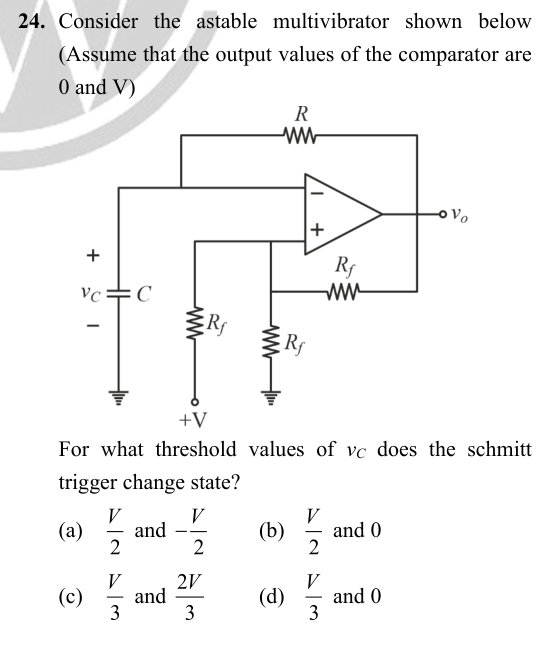 24. Consider the astable multivibrator shown below
(Assume that the output values of the comparator are
0 and V)
R
−
+
v₀
Rf
+
vC
C
−
Rf
Rf
+V
For what threshold values of vC does the schmitt
trigger change state?
(a) V/2 and −V/2 (b) V/2 and 0
(c) V/3 and 2V/3 (d) V/3 and 0